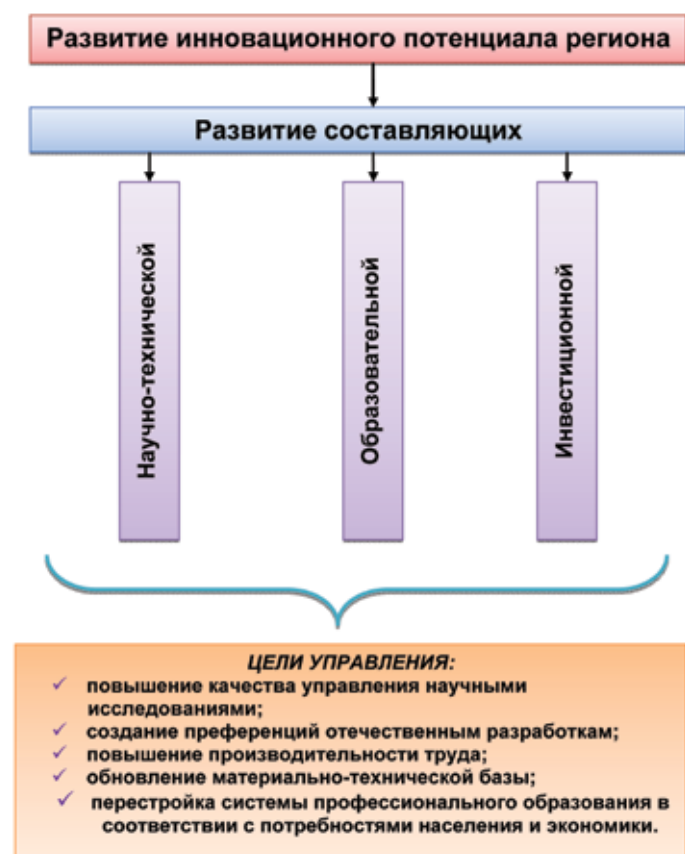 Развитие инновационного потенциала региона
Развитие составляющих
Научно-технической
Образовательной
Инвестиционной
ЦЕЛИ УПРАВЛЕНИЯ:
повышение качества управления научными
исследованиями;
создание преференций отечественным разработкам;
повышение производительности труда;
обновление материально-технической базы;
перестройка системы профессионального образования в
соответствии с потребностями населения и экономики.